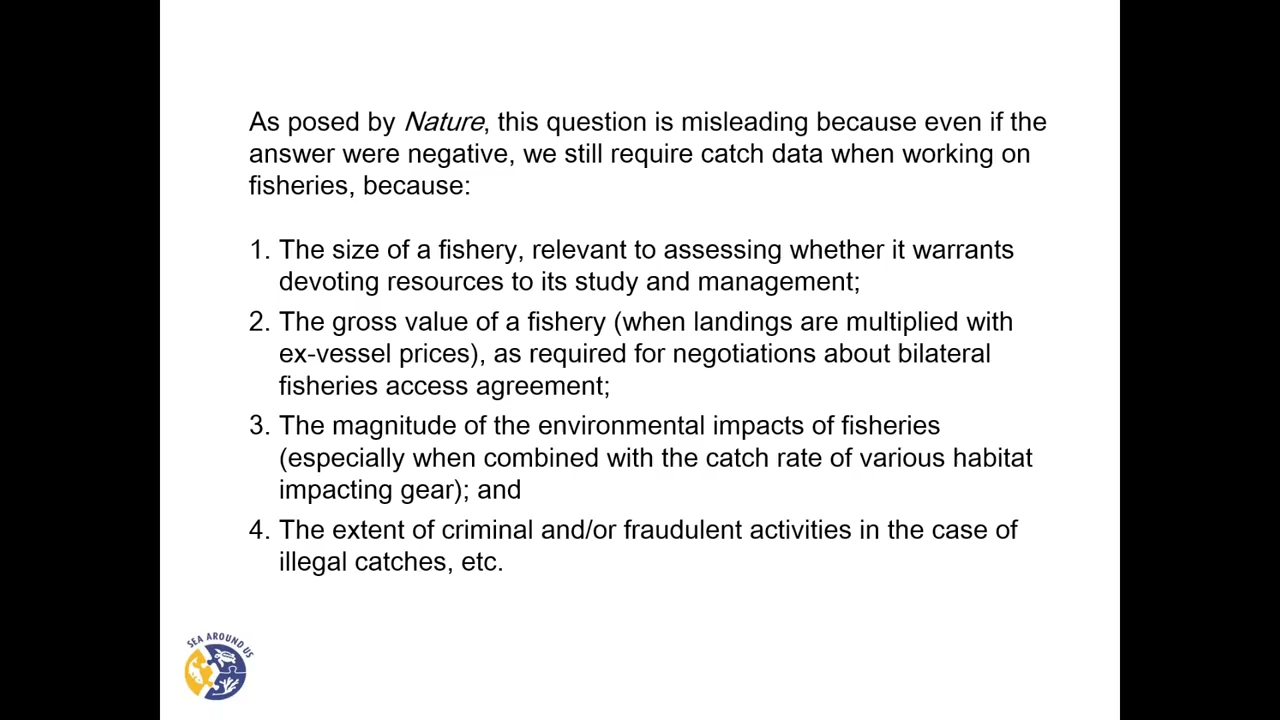 As posed by Nature, this question is misleading because even if the
answer were negative, we still require catch data when working on
fisheries, because:
1. The size of a fishery, relevant to assessing whether it warrants
devoting resources to its study and management;
2. The gross value of a fishery (when landings are multiplied with
ex-vessel prices), as required for negotiations about bilateral
fisheries access agreement;
3. The magnitude of the environmental impacts of fisheries
(especially when combined with the catch rate of various habitat
impacting gear); and
4. The extent of criminal and/or fraudulent activities in the case of
illegal catches, etc.
SEA AROUND US